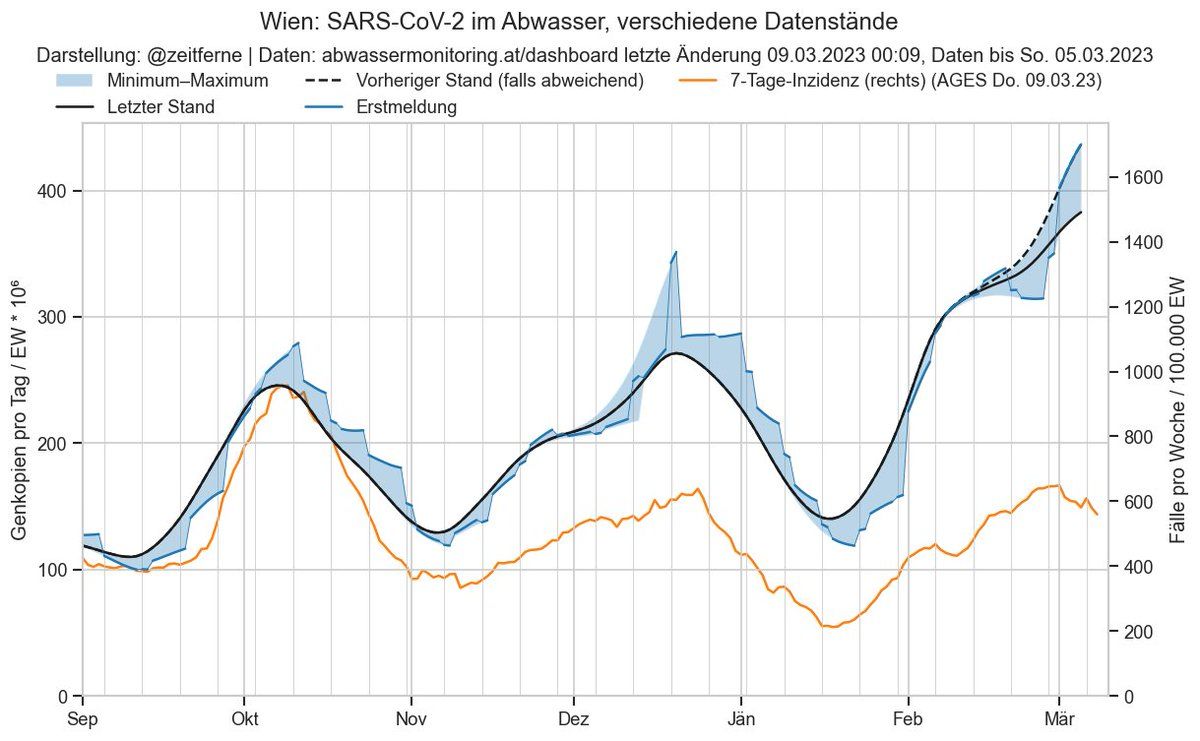 Wien: SARS-CoV-2 im Abwasser, verschiedene Datenstände
Darstellung: @zeitferne | Daten: abwassermonitoring.at/dashboard letzte Änderung 09.03.2023 00:09, Daten bis So. 05.03.2023
Minimum–Maximum
Vorheriger Stand (falls abweichend)
7-Tage-Inzidenz (rechts) (AGES Do. 09.03.23)
Letzter Stand
Erstmeldung
Genkopien pro Tag / EW * 10⁶
400
300
200
100
0
Fälle pro Woche / 100.000 EW
1600
1400
1200
1000
800
600
400
200
0
Sep
Okt
Nov
Dez
Jän
Feb
Mär